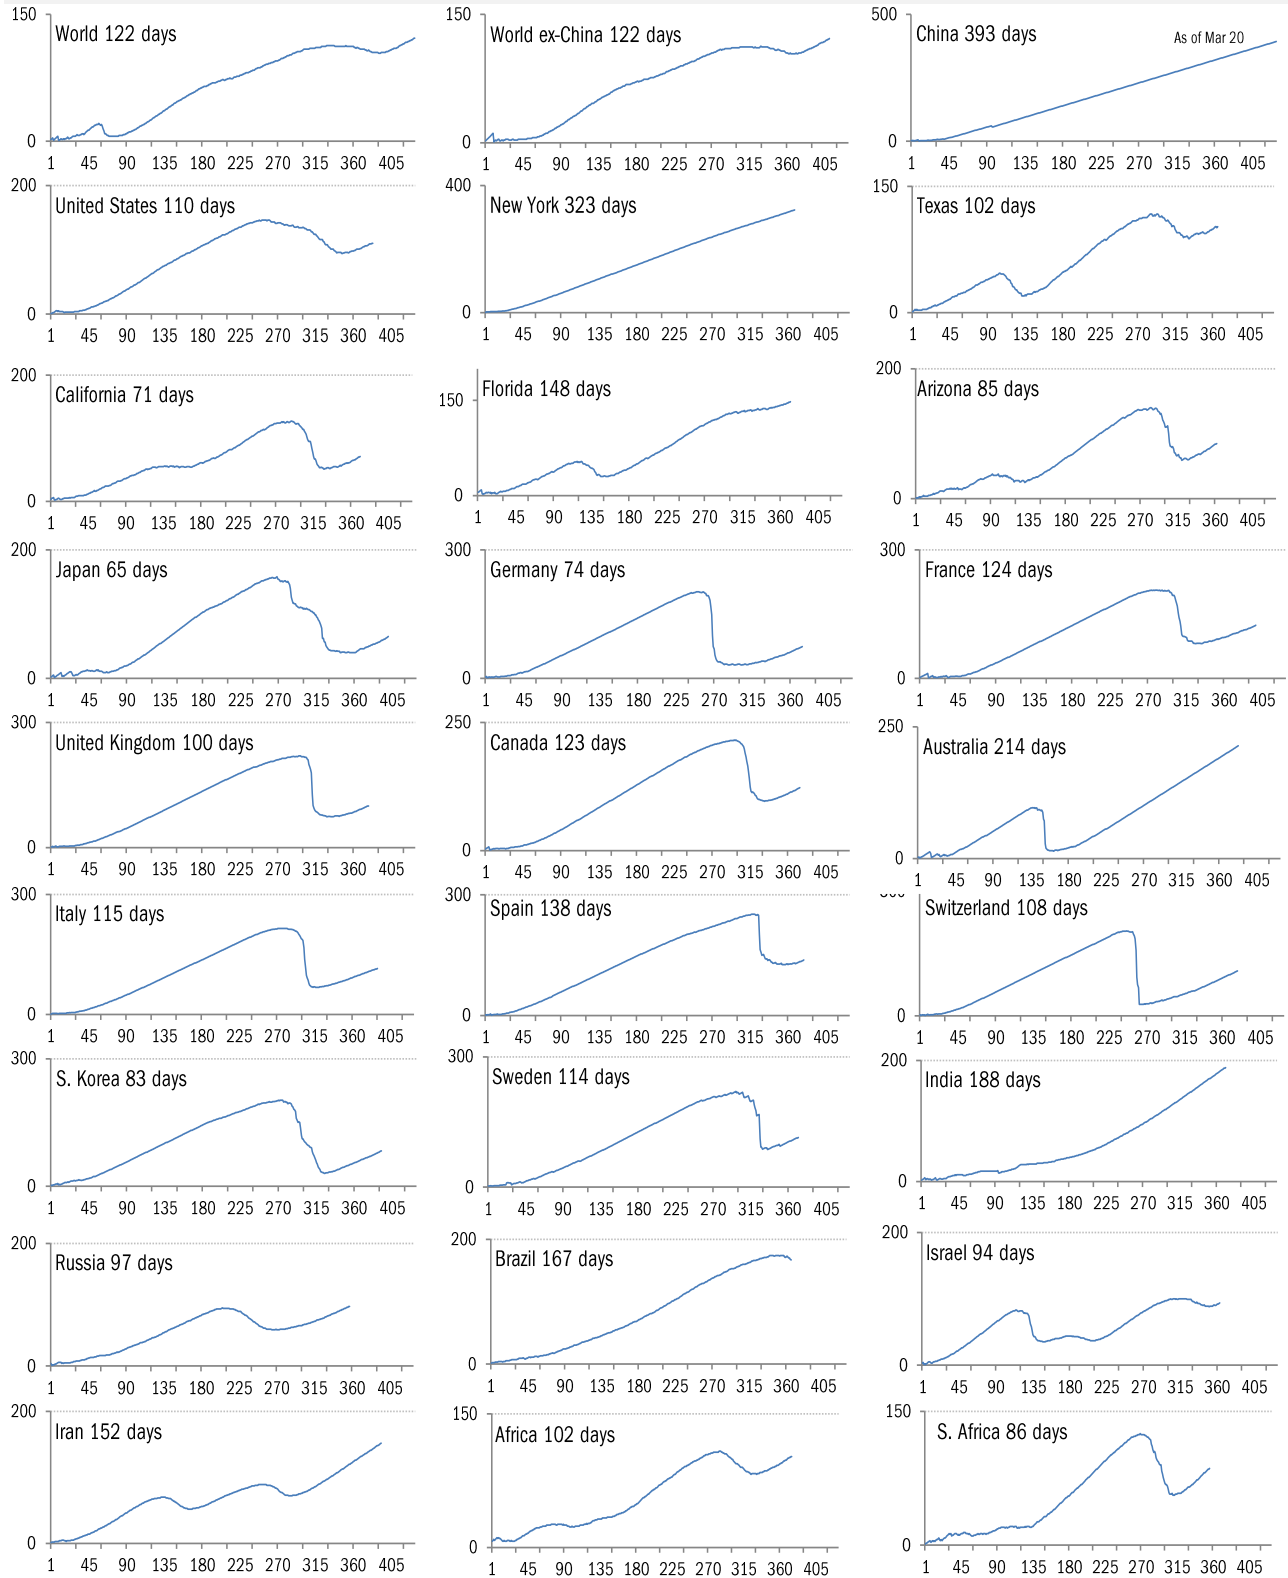 150 World 122 days
0
1 45 90 135 180 225 270 315 360 405
150 World ex-China 122 days
0
1 45 90 135 180 225 270 315 360 405
500 China 393 days As of Mar 20
0
1 45 90 135 180 225 270 315 360 405
200 United States 110 days
0
1 45 90 135 180 225 270 315 360 405
400 New York 323 days
0
1 45 90 135 180 225 270 315 360 405
150 Texas 102 days
0
1 45 90 135 180 225 270 315 360 405
200 California 71 days
0
1 45 90 135 180 225 270 315 360 405
Florida 148 days
150
0
1 45 90 135 180 225 270 315 360 405
200 Arizona 85 days
0
1 45 90 135 180 225 270 315 360 405
200 Japan 65 days
0
1 45 90 135 180 225 270 315 360 405
300 Germany 74 days
0
1 45 90 135 180 225 270 315 360 405
300 France 124 days
0
1 45 90 135 180 225 270 315 360 405
300 United Kingdom 100 days
0
1 45 90 135 180 225 270 315 360 405
250 Canada 123 days
0
1 45 90 135 180 225 270 315 360 405
250 Australia 214 days
0
1 45 90 135 180 225 270 315 360 405
300 Italy 115 days
0
1 45 90 135 180 225 270 315 360 405
300 Spain 138 days
0
1 45 90 135 180 225 270 315 360 405
Switzerland 108 days
0
1 45 90 135 180 225 270 315 360 405
300 S. Korea 83 days
0
1 45 90 135 180 225 270 315 360 405
300 Sweden 114 days
0
1 45 90 135 180 225 270 315 360 405
200 India 188 days
0
1 45 90 135 180 225 270 315 360 405
200 Russia 97 days
0
1 45 90 135 180 225 270 315 360 405
200 Brazil 167 days
0
1 45 90 135 180 225 270 315 360 405
200 Israel 94 days
0
1 45 90 135 180 225 270 315 360 405
200 Iran 152 days
0
1 45 90 135 180 225 270 315 360 405
150 Africa 102 days
0
1 45 90 135 180 225 270 315 360 405
150 S. Africa 86 days
0
1 45 90 135 180 225 270 315 360 405